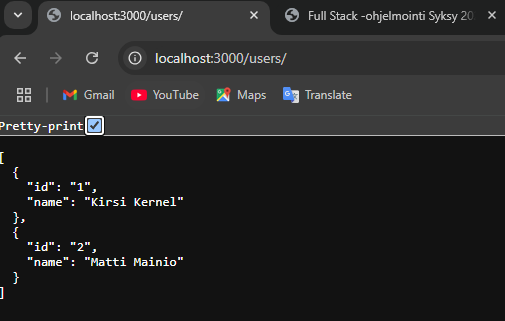 localhost:3000/users/
Full Stack -ohjelmointi Syksy 20
localhost:3000/users/
Gmail
YouTube
Maps
Translate
Pretty-print
[
  {
    "id": "1",
    "name": "Kirsi Kernel"
  },
  {
    "id": "2",
    "name": "Matti Mainio"
  }
]